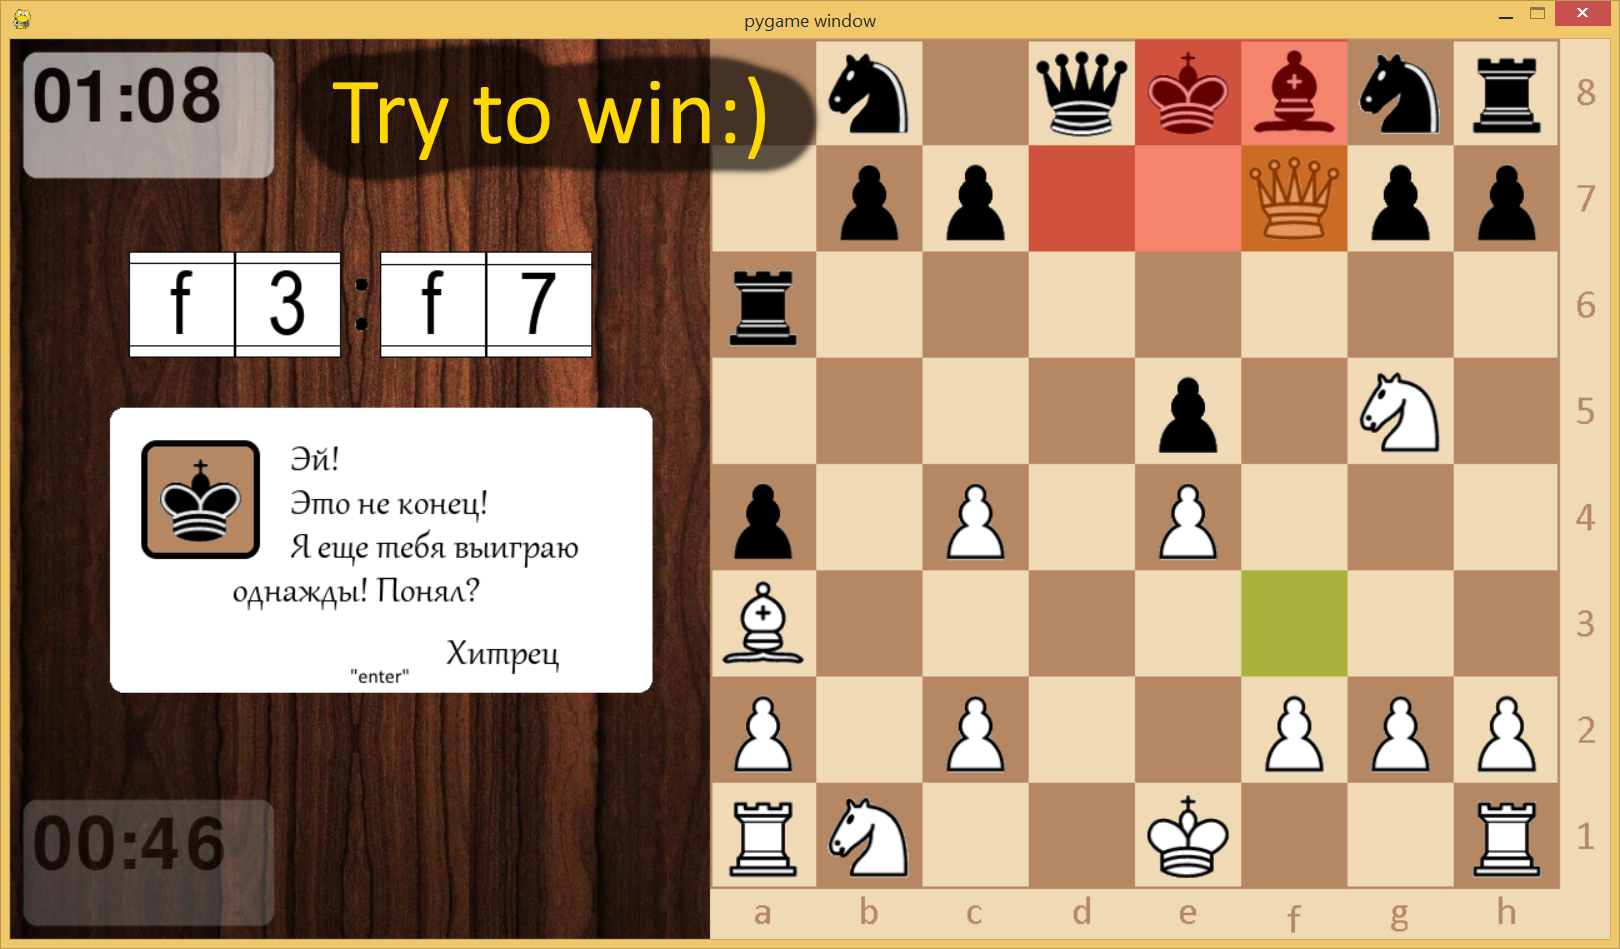 pygame window
01:08
Try to win:)
f 3 : f 7
Эй!
Это не конец!
Я еще тебя выиграю
однажды! Понял?
Хитрец
"enter"
00:46
8
7
6
5
4
3
2
1
a b c d e f g h